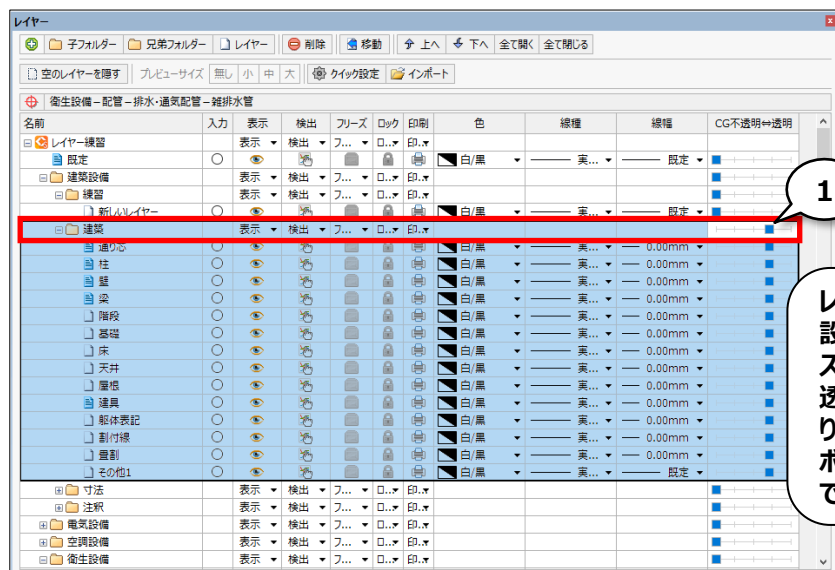 レイヤー
子フォルダー 兄弟フォルダー レイヤー 削除 移動 上へ 下へ 全て開く 全て閉じる
空のレイヤーを隠す プレビューサイズ 無し 小 中 大 クイック設定 インポート
衛生設備－配管－排水・通気配管－雑排水管
名前 入力 表示 検出 フリーズ ロック 印刷 色 線種 線幅 CG不透明⇔透明
レイヤー練習 表示 検出 フ... ロ... 印...
既定 白/黒 実... 既定
建築設備 表示 検出 フ... ロ... 印...
練習 表示 検出 フ... ロ... 印...
新しいレイヤー 白/黒 実... 既定
1
建築 表示 検出 フ... ロ... 印...
通り芯 白/黒 実... 0.00mm
柱 白/黒 実... 0.00mm
壁 白/黒 実... 0.00mm
梁 白/黒 実... 0.00mm
階段 白/黒 実... 0.00mm
基礎 白/黒 実... 0.00mm
床 白/黒 実... 0.00mm
天井 白/黒 実... 0.00mm
屋根 白/黒 実... 0.00mm
建具 白/黒 実... 0.00mm
躯体表記 白/黒 実... 0.00mm
割付線 白/黒 実... 0.00mm
畳割 白/黒 実... 0.00mm
その他1 白/黒 実... 既定
寸法 表示 検出 フ... ロ... 印...
注釈 表示 検出 フ... ロ... 印...
電気設備 表示 検出 フ... ロ... 印...
空調設備 表示 検出 フ... ロ... 印...
衛生設備 表示 検出 フ... ロ... 印...
レ
設
ス
透
り
ボ
で